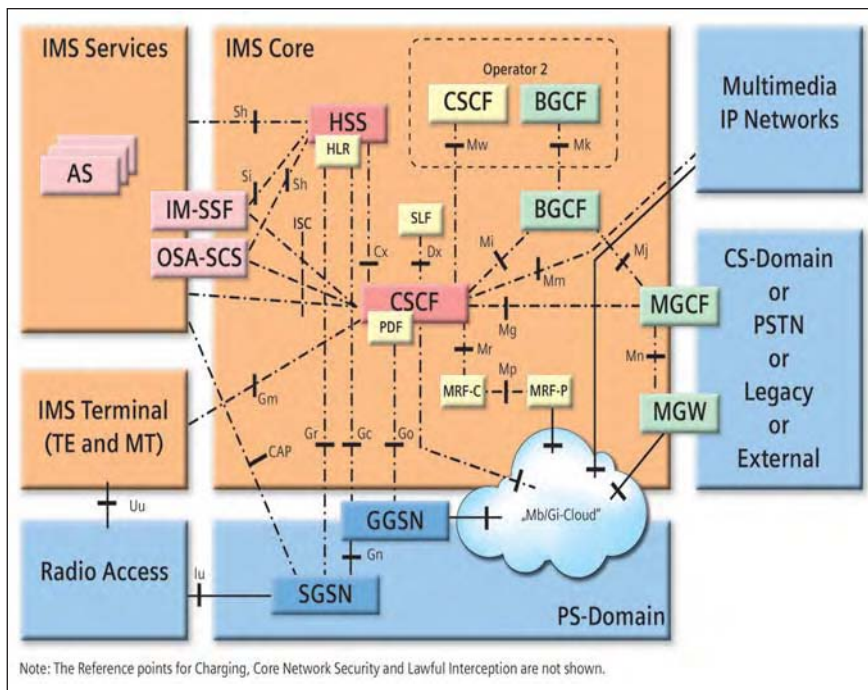 IMS Services
IMS Core
Operator 2
CSCF
BGCF
Multimedia
IP Networks
Sh
HSS
HLR
Mw
Mk
AS
Si
Sh
IM-SSF
ISC
SLF
BGCF
OSA-SCS
Cx
Dx
Mi
Mj
Mm
CSCF
PDF
Mg
MGCF
CS-Domain
or
PSTN
or
Legacy
or
External
Mr
Mp
Mn
MRF-C
MRF-P
MGW
IMS Terminal
(TE and MT)
Gm
CAP
Gr
Gc
Go
Uu
GGSN
„Mb/Gi-Cloud"
Radio Access
Iu
Gn
SGSN
PS-Domain
Note: The Reference points for Charging, Core Network Security and Lawful Interception are not shown.